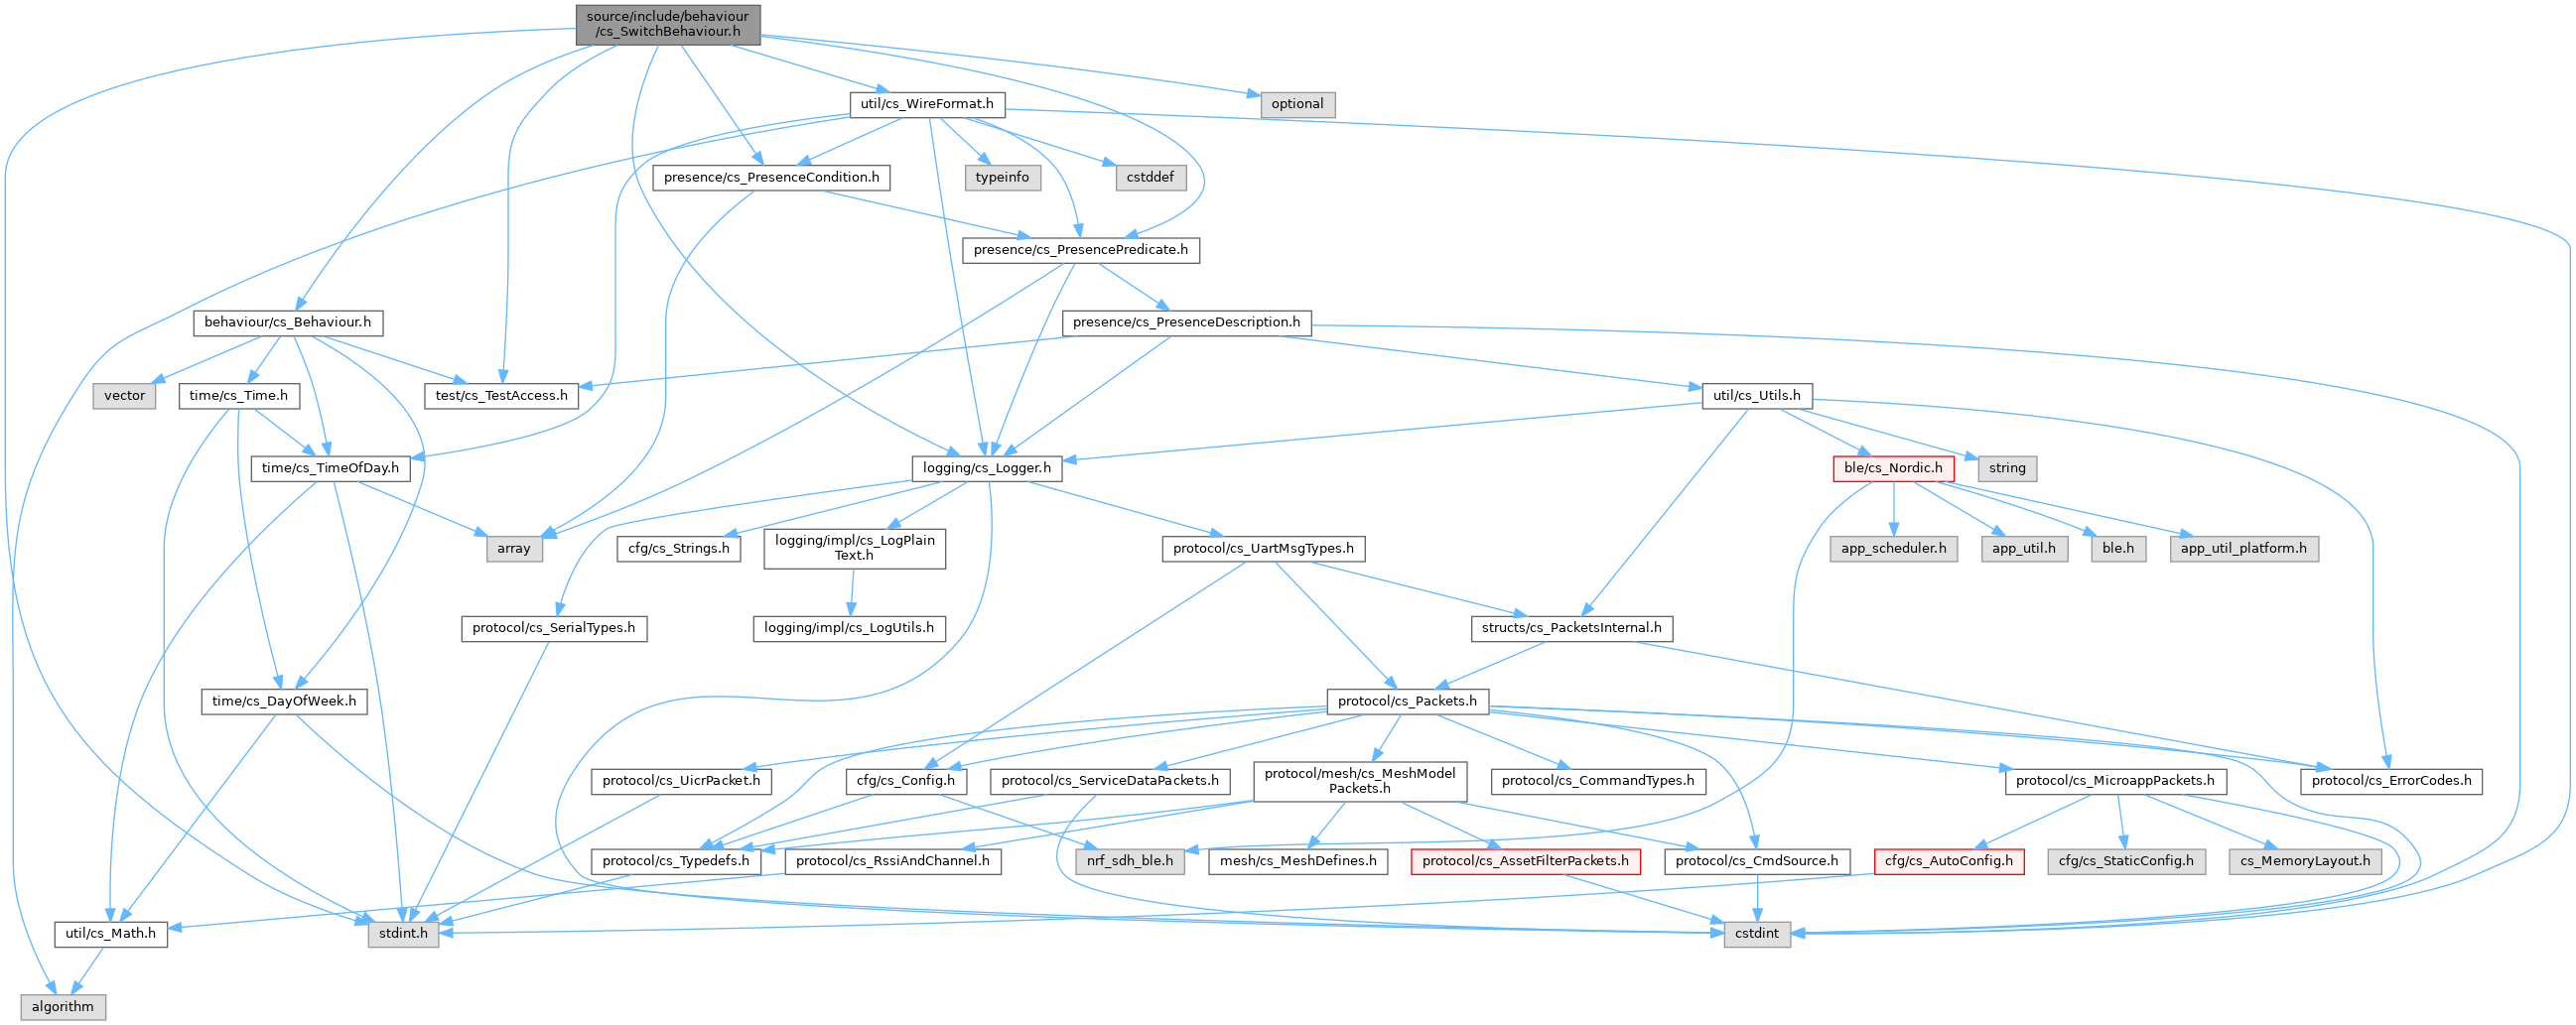 source/include/behaviour
/cs_SwitchBehaviour.h
util/cs_WireFormat.h
optional
presence/cs_PresenceCondition.h
typeinfo
cstddef
presence/cs_PresencePredicate.h
behaviour/cs_Behaviour.h
presence/cs_PresenceDescription.h
vector
time/cs_Time.h
test/cs_TestAccess.h
util/cs_Utils.h
time/cs_TimeOfDay.h
logging/cs_Logger.h
ble/cs_Nordic.h
string
array
cfg/cs_Strings.h
logging/impl/cs_LogPlain
Text.h
protocol/cs_UartMsgTypes.h
app_scheduler.h
app_util.h
ble.h
app_util_platform.h
protocol/cs_SerialTypes.h
logging/impl/cs_LogUtils.h
structs/cs_PacketsInternal.h
time/cs_DayOfWeek.h
protocol/cs_Packets.h
protocol/cs_UicrPacket.h
cfg/cs_Config.h
protocol/cs_ServiceDataPackets.h
protocol/mesh/cs_MeshModel
Packets.h
protocol/cs_CommandTypes.h
protocol/cs_MicroappPackets.h
protocol/cs_ErrorCodes.h
protocol/cs_Typedefs.h
protocol/cs_RssiAndChannel.h
nrf_sdh_ble.h
mesh/cs_MeshDefines.h
protocol/cs_AssetFilterPackets.h
protocol/cs_CmdSource.h
cfg/cs_AutoConfig.h
cfg/cs_StaticConfig.h
cs_MemoryLayout.h
util/cs_Math.h
stdint.h
cstdint
algorithm